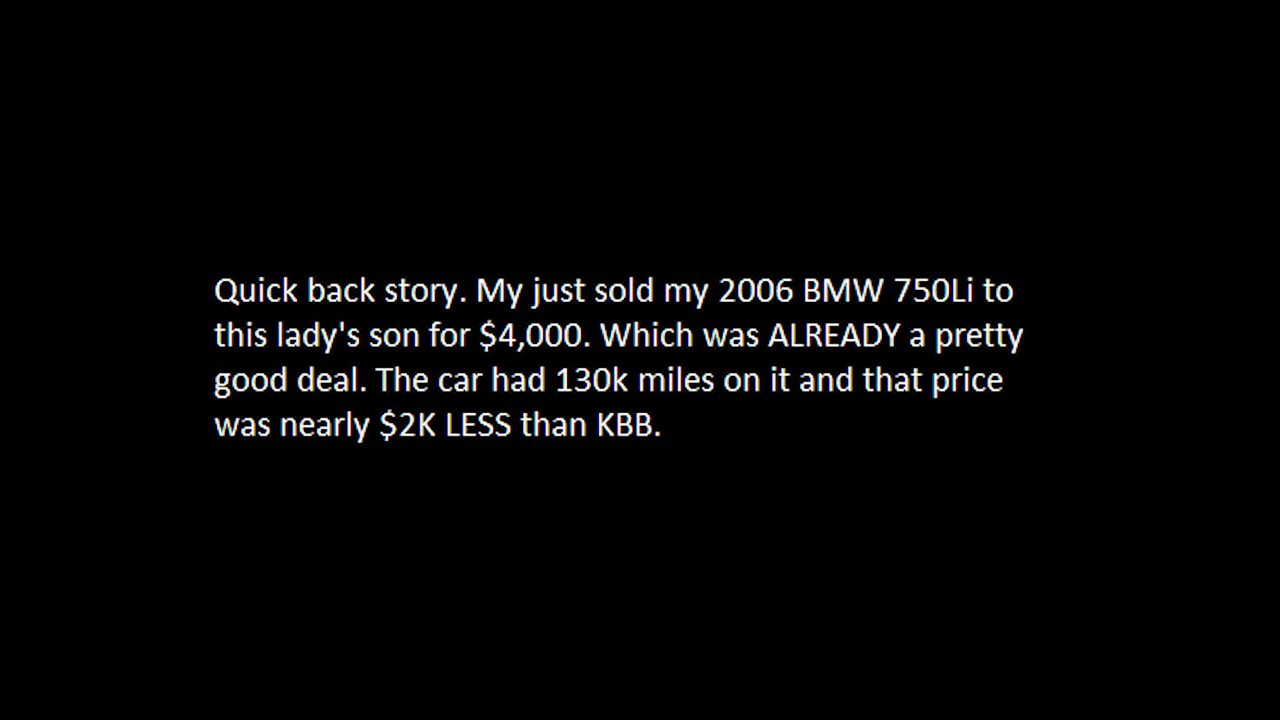 Quick back story. My just sold my 2006 BMW 750Li to
this lady's son for $4,000. Which was ALREADY a pretty
good deal. The car had 130k miles on it and that price
was nearly $2K LESS than KBB.